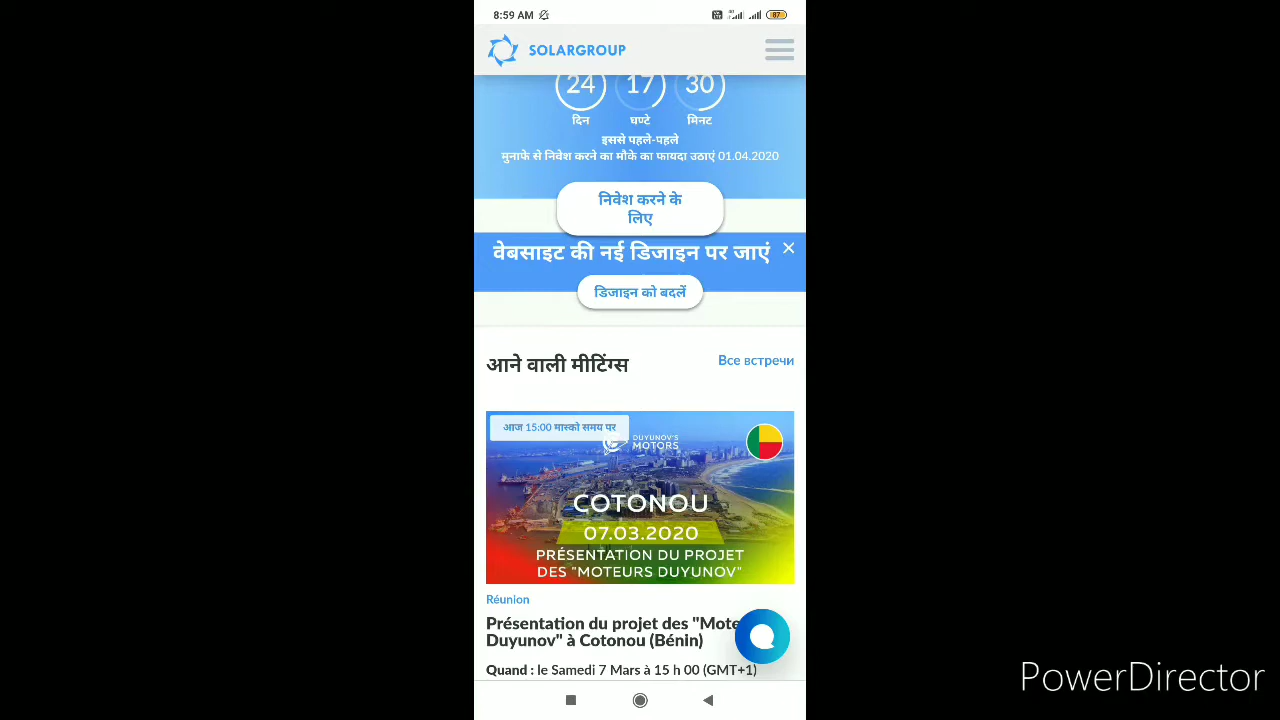 8:59 AM
87
SOLARGROUP
24 17 30
दिन घण्टे मिनट
इससे पहले-पहले
मुनाफे से निवेश करने का मौके का फायदा उठाएं 01.04.2020
निवेश करने के
लिए
वेबसाइट की नई डिजाइन पर जाएं
डिजाइन को बदलें
आने वाली मीटिंग्स
Все встречи
आज 15:00 मास्को समय पर
DUYUNOV'S
MOTORS
COTONOU
07.03.2020
PRÉSENTATION DU PROJET
DES "MOTEURS DUYUNOV"
Réunion
Présentation du projet des "Mote
Duyunov" à Cotonou (Bénin)
Quand : le Samedi 7 Mars à 15 h 00 (GMT+1)
PowerDirector